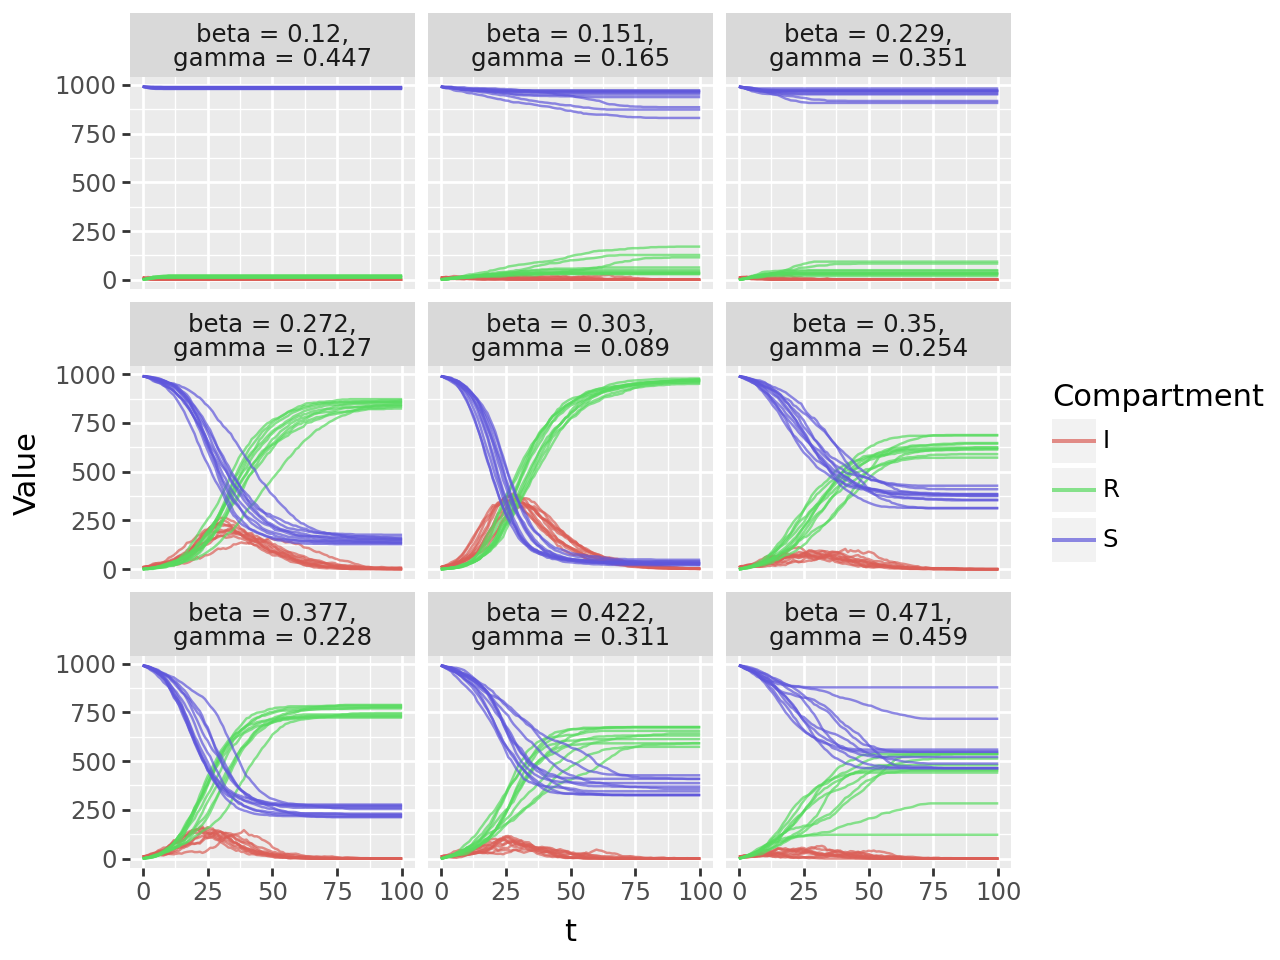 beta = 0.12,
gamma = 0.447
beta = 0.151,
gamma = 0.165
beta = 0.229,
gamma = 0.351
1000
750
500
250
0
beta = 0.272,
gamma = 0.127
beta = 0.303,
gamma = 0.089
beta = 0.35,
gamma = 0.254
1000
750
500
250
0
beta = 0.377,
gamma = 0.228
beta = 0.422,
gamma = 0.311
beta = 0.471,
gamma = 0.459
1000
750
500
250
0
0 25 50 75 100
0 25 50 75 100
0 25 50 75 100
t
Value
Compartment
I
R
S